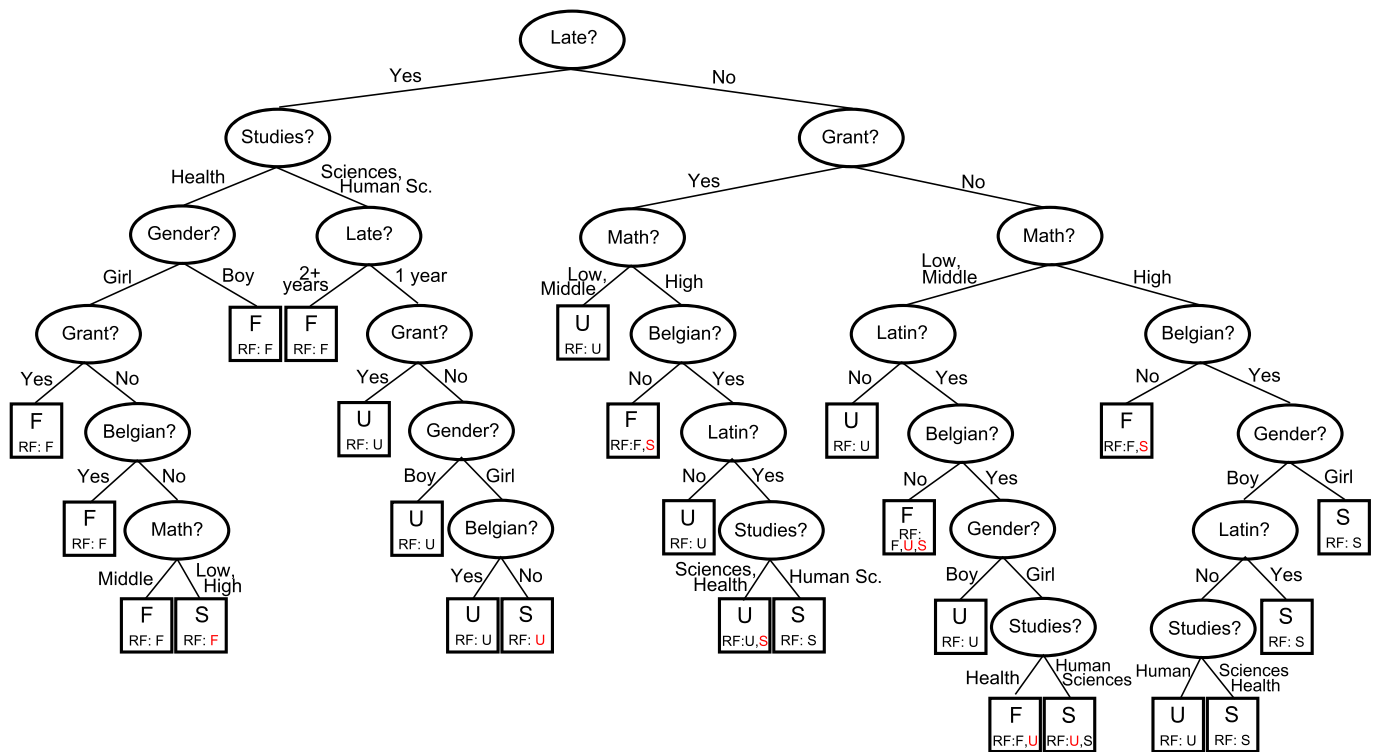 Late?
Yes
No
Studies?
Grant?
Health
Sciences,
Human Sc.
Yes
No
Gender?
Late?
Math?
Math?
Girl
Boy
2+
years
1 year
Low,
Middle
High
Low,
Middle
High
Grant?
F
RF: F
F
RF: F
Grant?
U
RF: U
Belgian?
Latin?
Belgian?
Yes
No
Yes
No
No
Yes
No
Yes
No
Yes
F
RF: F
Belgian?
U
RF: U
Gender?
F
RF:F,S
Latin?
U
RF: U
Belgian?
F
RF:F,S
Gender?
Yes
No
Boy
Girl
No
Yes
No
Yes
Boy
Girl
F
RF: F
Math?
U
RF: U
Belgian?
U
RF: U
Studies?
F
RF:
F,U,S
Gender?
Latin?
S
RF: S
Middle
Low,
High
Yes
No
Sciences,
Health
Human Sc.
Boy
Girl
No
Yes
F
RF: F
S
RF: F
U
RF: U
S
RF: U
U
RF:U,S
S
RF: S
U
RF: U
Studies?
Studies?
S
RF: S
Health
Human
Sciences
Human
Sciences
Health
F
RF:F,U
S
RF:U,S
U
RF: U
S
RF: S